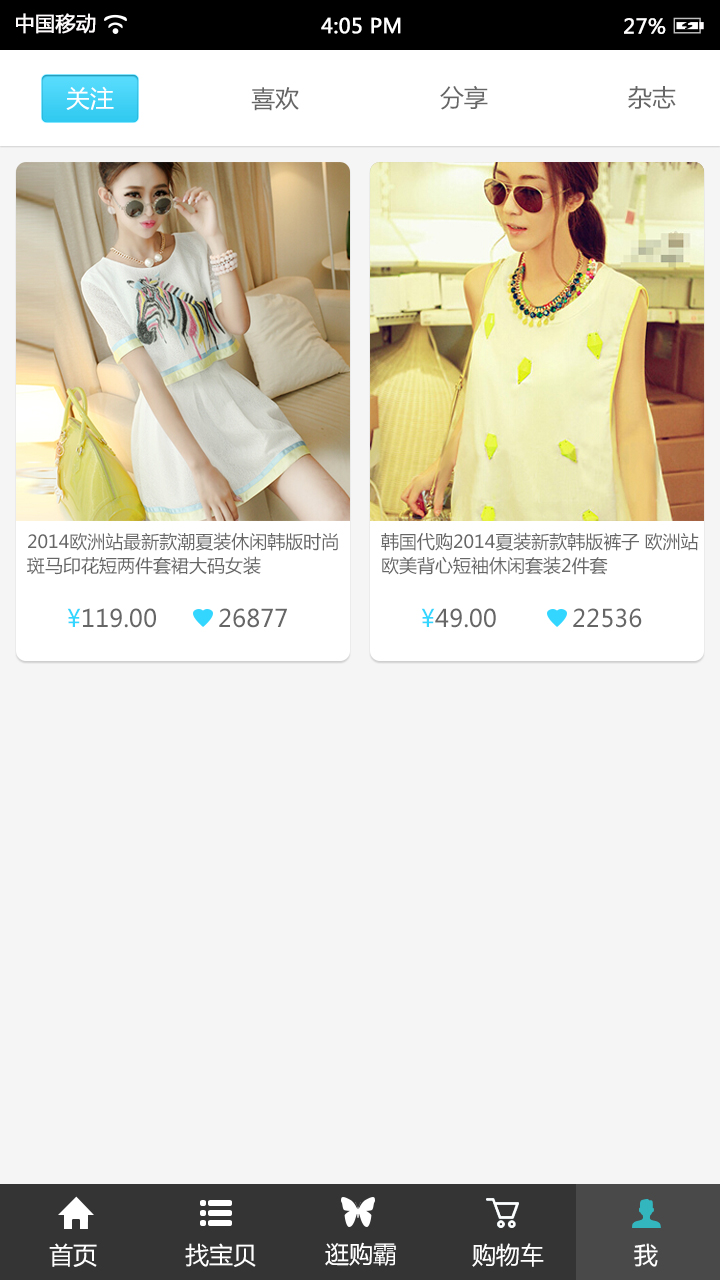 中国移动 4:05 PM 27%
关注 喜欢 分享 杂志
2014欧洲站最新款潮夏装休闲韩版时尚
斑马印花短两件套裙大码女装
¥119.00 26877
韩国代购2014夏装新款韩版裤子 欧洲站
欧美背心短袖休闲套装2件套
¥49.00 22536
首页 找宝贝 逛购霸 购物车 我